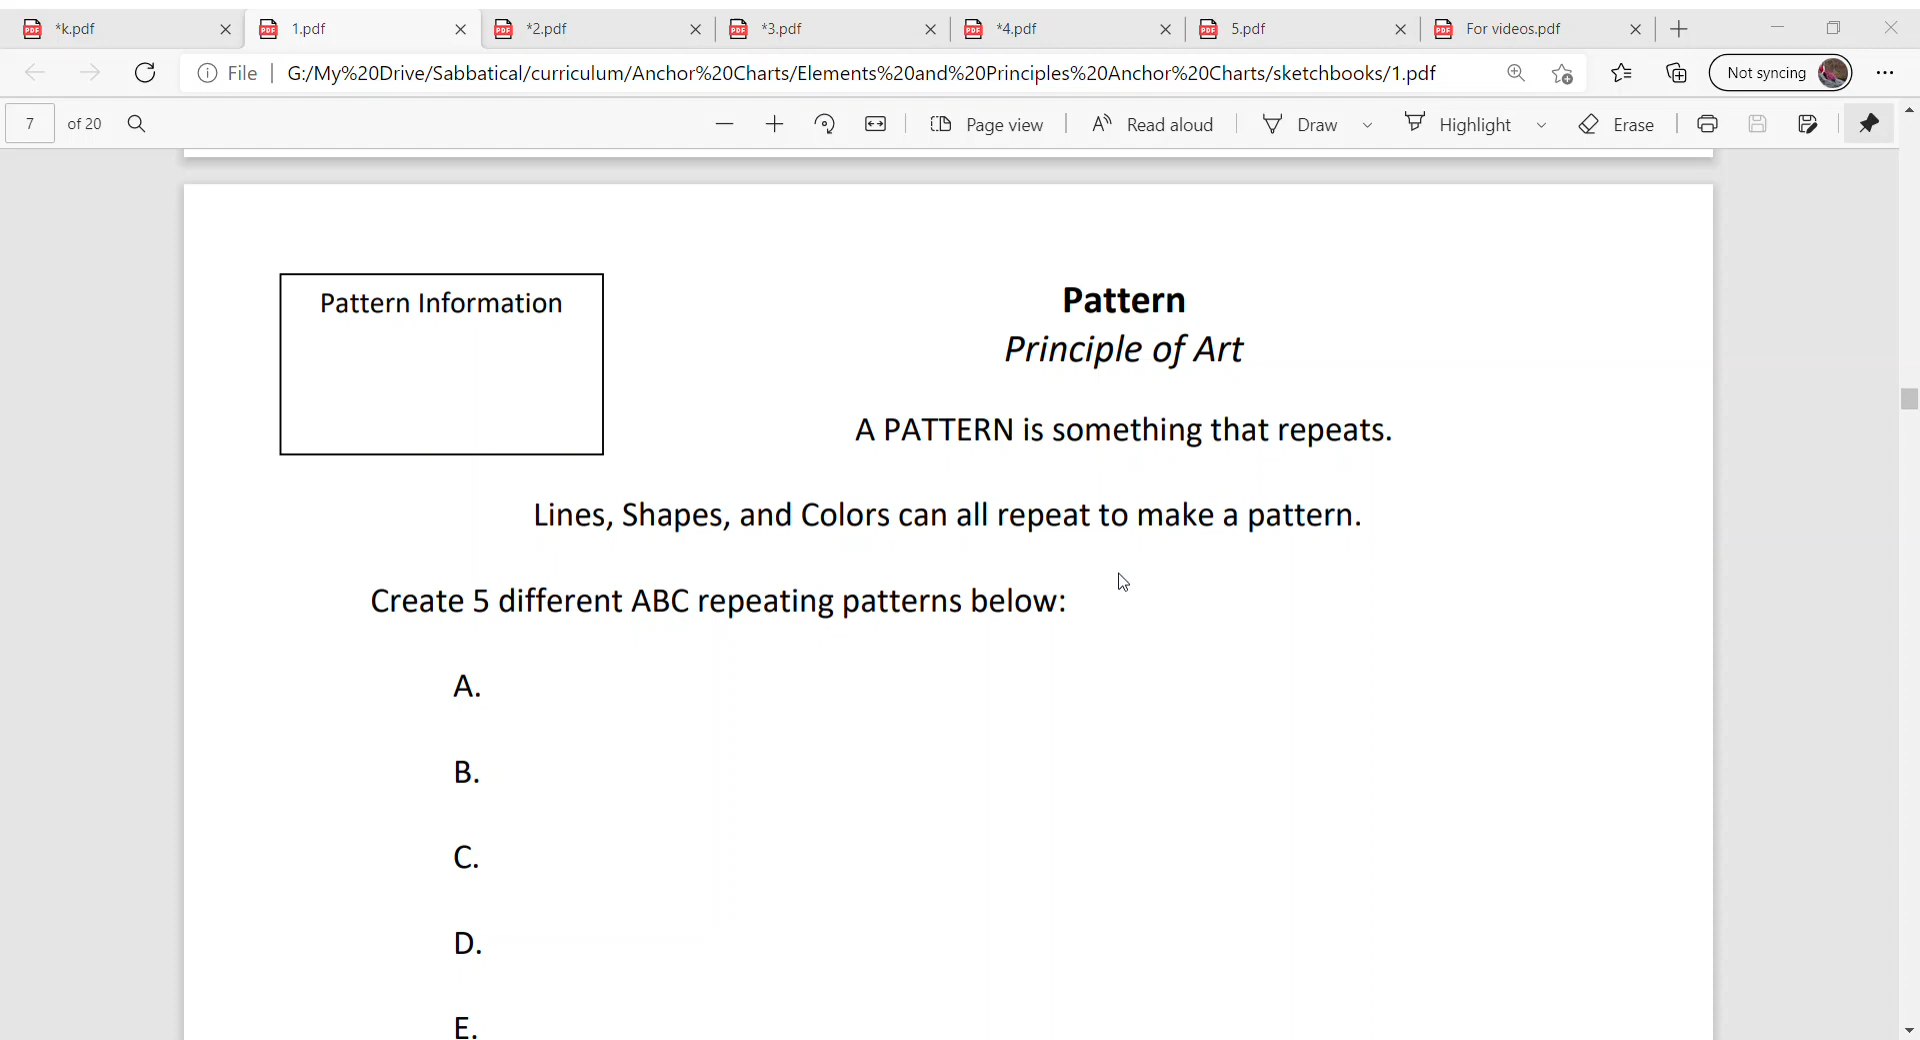 *k.pdf
1.pdf
*2.pdf
*3.pdf
*4.pdf
5.pdf
For videos.pdf
File
G:/My%20Drive/Sabbatical/curriculum/Anchor%20Charts/Elements%20and%20Principles%20Anchor%20Charts/sketchbooks/1.pdf
Not syncing
7 of 20
Page view
Read aloud
Draw
Highlight
Erase
Pattern Information
Pattern
Principle of Art
A PATTERN is something that repeats.
Lines, Shapes, and Colors can all repeat to make a pattern.
Create 5 different ABC repeating patterns below:
A.
B.
C.
D.
E.